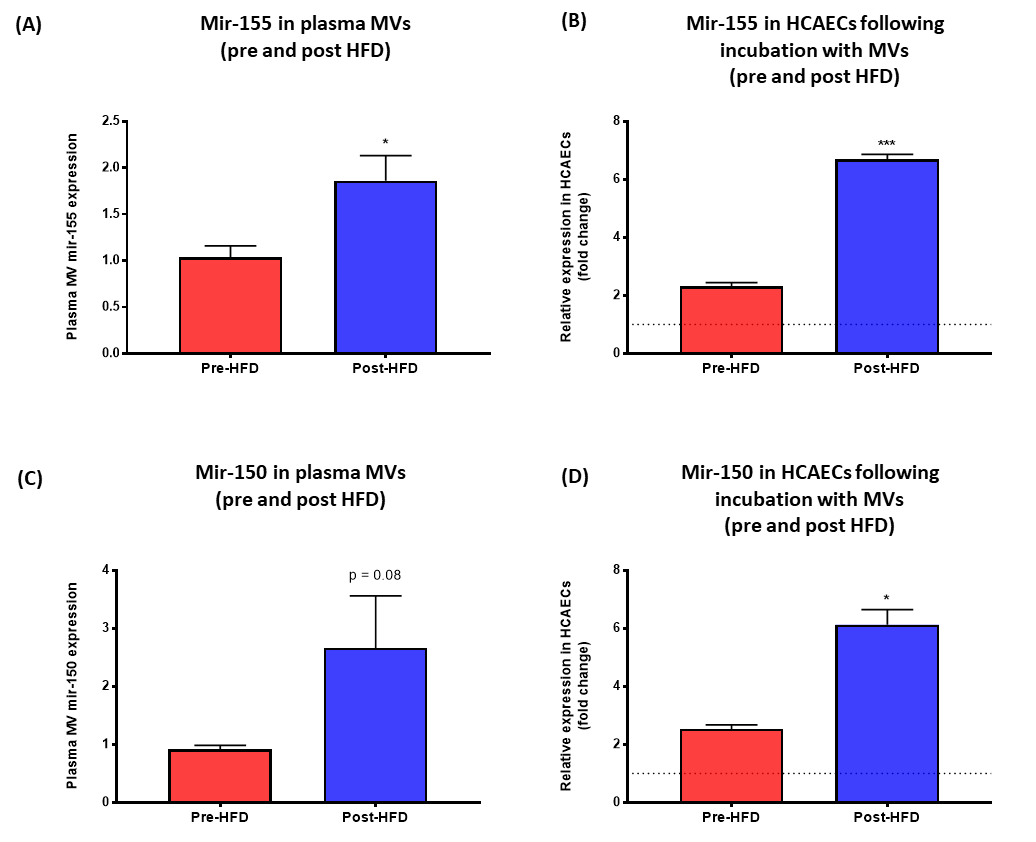 (A)
Mir-155 in plasma MVs
(pre and post HFD)
Plasma MV mir-155 expression
2.5
2.0
1.5
1.0
0.5
0.0
*
Pre-HFD
Post-HFD
(B)
Mir-155 in HCAECs following
incubation with MVs
(pre and post HFD)
Relative expression in HCAECs
(fold change)
8
6
4
2
0
***
Pre-HFD
Post-HFD
(C)
Mir-150 in plasma MVs
(pre and post HFD)
Plasma MV mir-150 expression
4
3
2
1
0
p = 0.08
Pre-HFD
Post-HFD
(D)
Mir-150 in HCAECs following
incubation with MVs
(pre and post HFD)
Relative expression in HCAECs
(fold change)
8
6
4
2
0
*
Pre-HFD
Post-HFD